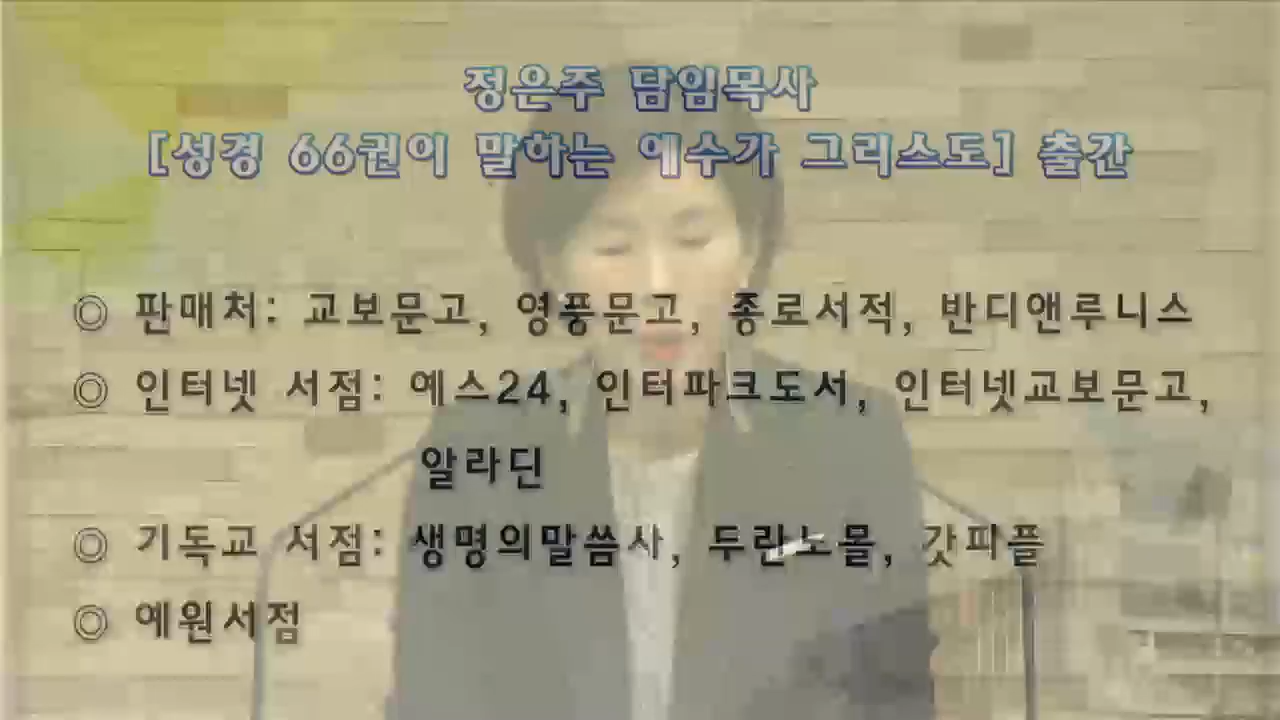 정은주 담임목사
[성경 66권이 말하는 예수가 그리스도] 출간
◎ 판매처: 교보문고, 영풍문고, 종로서적, 반디앤루니스
◎ 인터넷 서점: 예스24, 인터파크도서, 인터넷교보문고,
알라딘
◎ 기독교 서점: 생명의말씀사, 두란노몰, 갓피플
◎ 예원서점